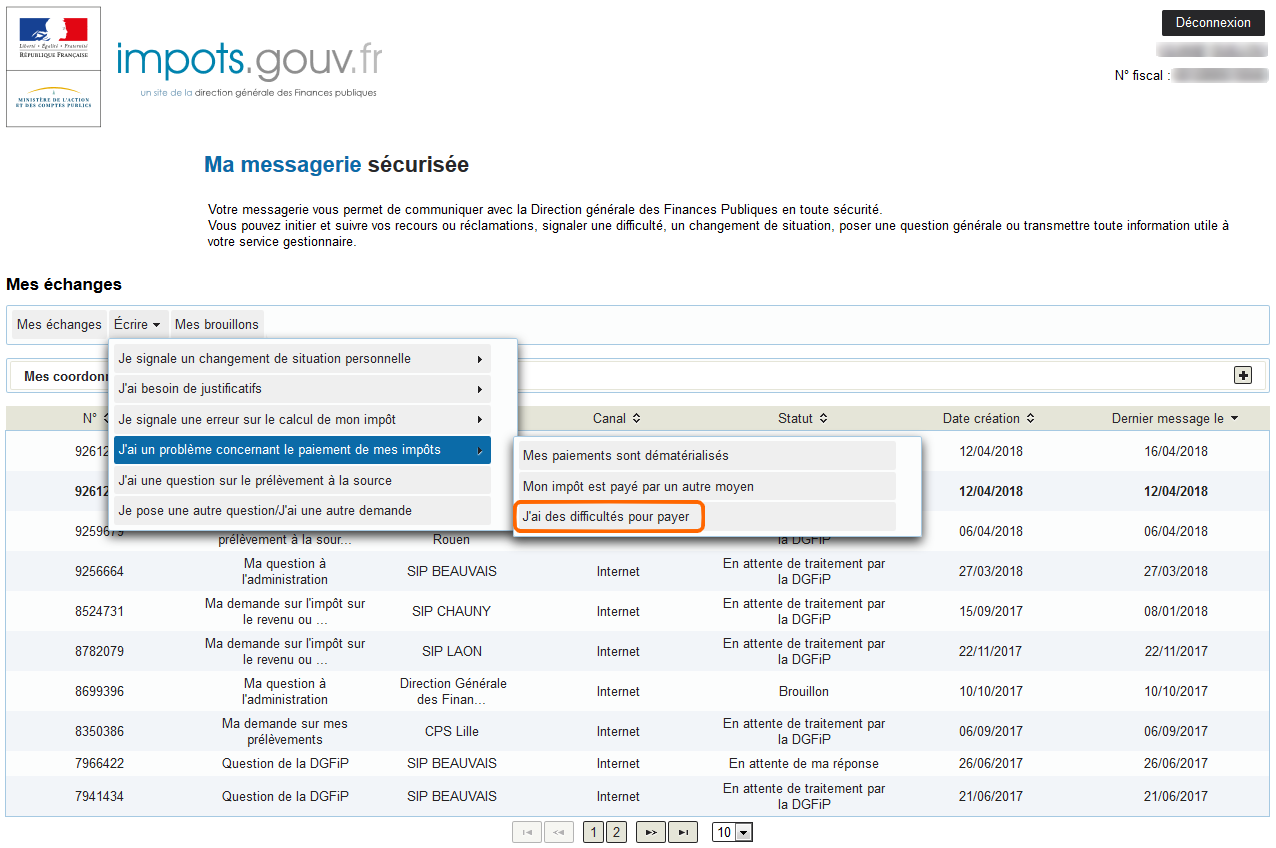 Déconnexion
Liberté • Égalité • Fraternité
RÉPUBLIQUE FRANÇAISE
MINISTÈRE DE L'ACTION
ET DES COMPTES PUBLICS
impots.gouv.fr
un site de la direction générale des Finances publiques
N° fiscal :
Ma messagerie sécurisée
Votre messagerie vous permet de communiquer avec la Direction générale des Finances Publiques en toute sécurité.
Vous pouvez initier et suivre vos recours ou réclamations, signaler une difficulté, un changement de situation, poser une question générale ou transmettre toute information utile à
votre service gestionnaire.
Mes échanges
Mes échanges Écrire Mes brouillons
Je signale un changement de situation personnelle
Mes coordonn
J'ai besoin de justificatifs
Je signale une erreur sur le calcul de mon impôt
N° Canal Statut Date création Dernier message le
J'ai un problème concernant le paiement de mes impôts
J'ai une question sur le prélèvement à la source
Je pose une autre question/J'ai une autre demande
Mes paiements sont dématérialisés
Mon impôt est payé par un autre moyen
J'ai des difficultés pour payer
9261 12/04/2018 16/04/2018
9261 12/04/2018 12/04/2018
9259679 prélèvement à la sour... Rouen la DGFiP 06/04/2018 06/04/2018
9256664 Ma question à l'administration SIP BEAUVAIS Internet En attente de traitement par la DGFiP 27/03/2018 27/03/2018
8524731 Ma demande sur l'impôt sur le revenu ou ... SIP CHAUNY Internet En attente de traitement par la DGFiP 15/09/2017 08/01/2018
8782079 Ma demande sur l'impôt sur le revenu ou ... SIP LAON Internet En attente de traitement par la DGFiP 22/11/2017 22/11/2017
8699396 Ma question à l'administration Direction Générale des Finan... Internet Brouillon 10/10/2017 10/10/2017
8350386 Ma demande sur mes prélèvements CPS Lille Internet En attente de traitement par la DGFiP 06/09/2017 06/09/2017
7966422 Question de la DGFiP SIP BEAUVAIS Internet En attente de ma réponse 26/06/2017 26/06/2017
7941434 Question de la DGFiP SIP BEAUVAIS Internet En attente de traitement par la DGFiP 21/06/2017 21/06/2017
1 2 10